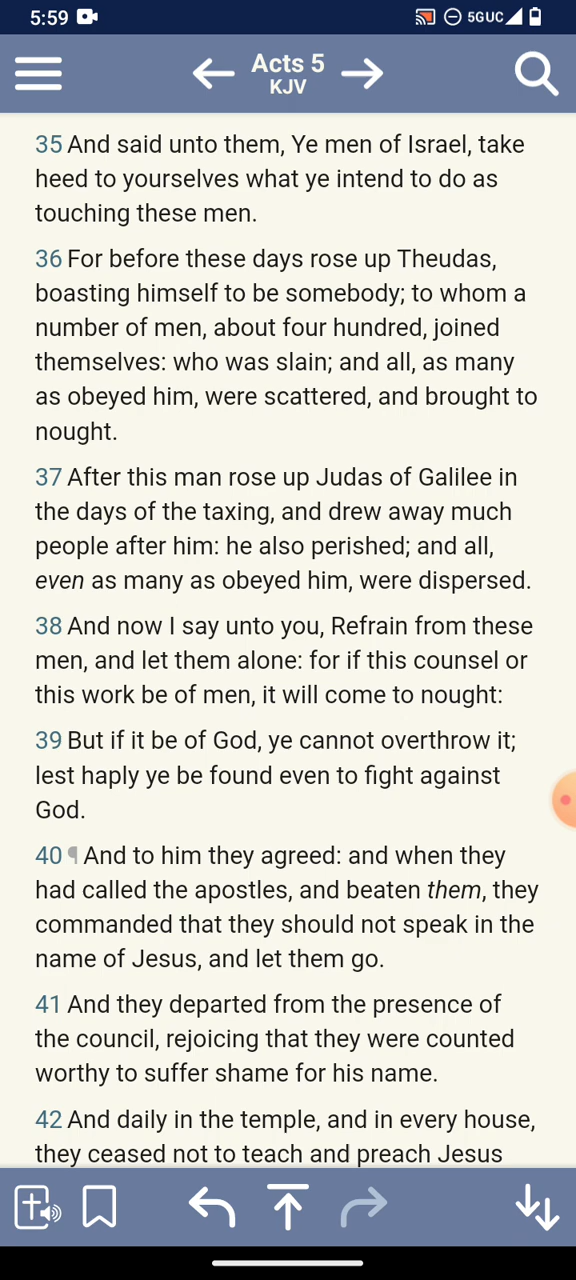 5:59
5GUC
Acts 5
KJV
35 And said unto them, Ye men of Israel, take
heed to yourselves what ye intend to do as
touching these men.
36 For before these days rose up Theudas,
boasting himself to be somebody; to whom a
number of men, about four hundred, joined
themselves: who was slain; and all, as many
as obeyed him, were scattered, and brought to
nought.
37 After this man rose up Judas of Galilee in
the days of the taxing, and drew away much
people after him: he also perished; and all,
even as many as obeyed him, were dispersed.
38 And now I say unto you, Refrain from these
men, and let them alone: for if this counsel or
this work be of men, it will come to nought:
39 But if it be of God, ye cannot overthrow it;
lest haply ye be found even to fight against
God.
40 ¶ And to him they agreed: and when they
had called the apostles, and beaten them, they
commanded that they should not speak in the
name of Jesus, and let them go.
41 And they departed from the presence of
the council, rejoicing that they were counted
worthy to suffer shame for his name.
42 And daily in the temple, and in every house,
they ceased not to teach and preach Jesus